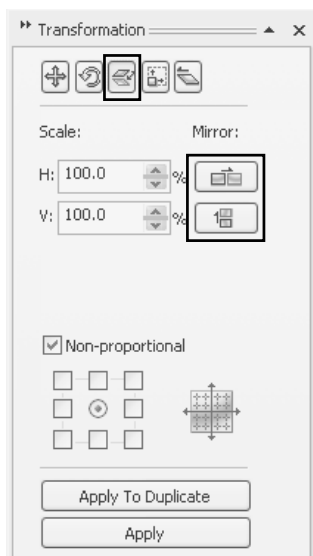 Transformation
Scale: Mirror:
H: 100.0 %
V: 100.0 %
Non-proportional
Apply To Duplicate
Apply